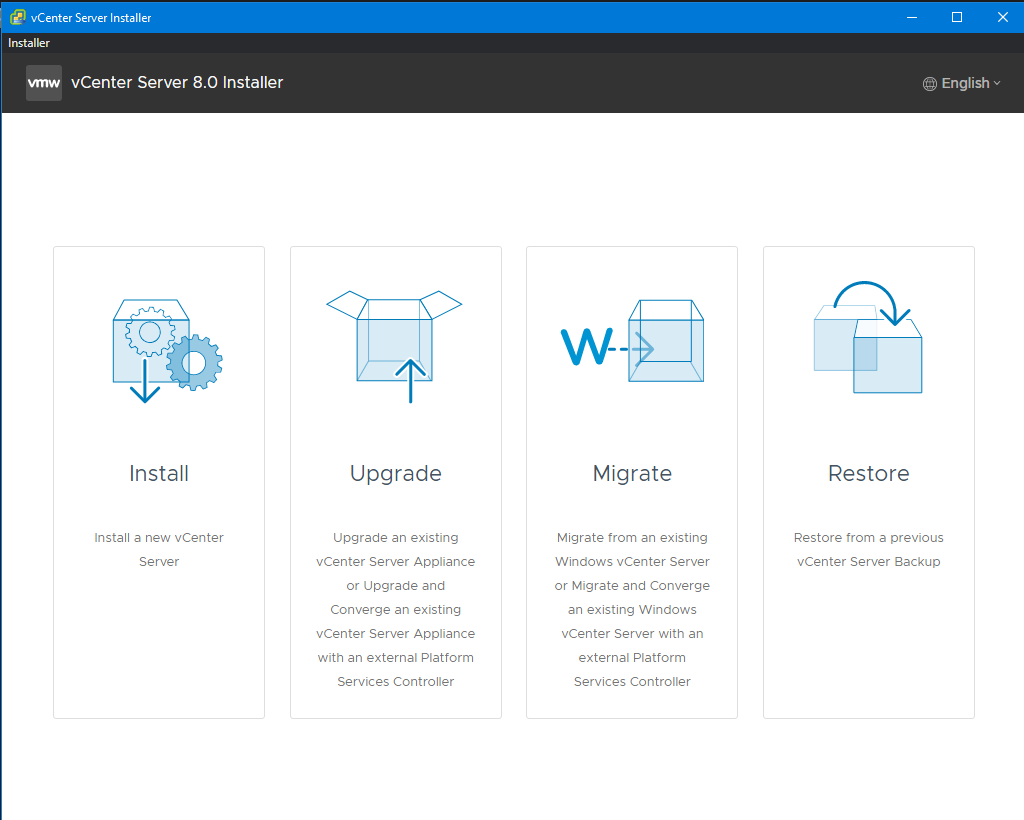 vCenter Server Installer
Installer
vmw vCenter Server 8.0 Installer English
Install
Install a new vCenter
Server
Upgrade
Upgrade an existing
vCenter Server Appliance
or Upgrade and
Converge an existing
vCenter Server Appliance
with an external Platform
Services Controller
W
Migrate
Migrate from an existing
Windows vCenter Server
or Migrate and Converge
an existing Windows
vCenter Server with an
external Platform
Services Controller
Restore
Restore from a previous
vCenter Server Backup